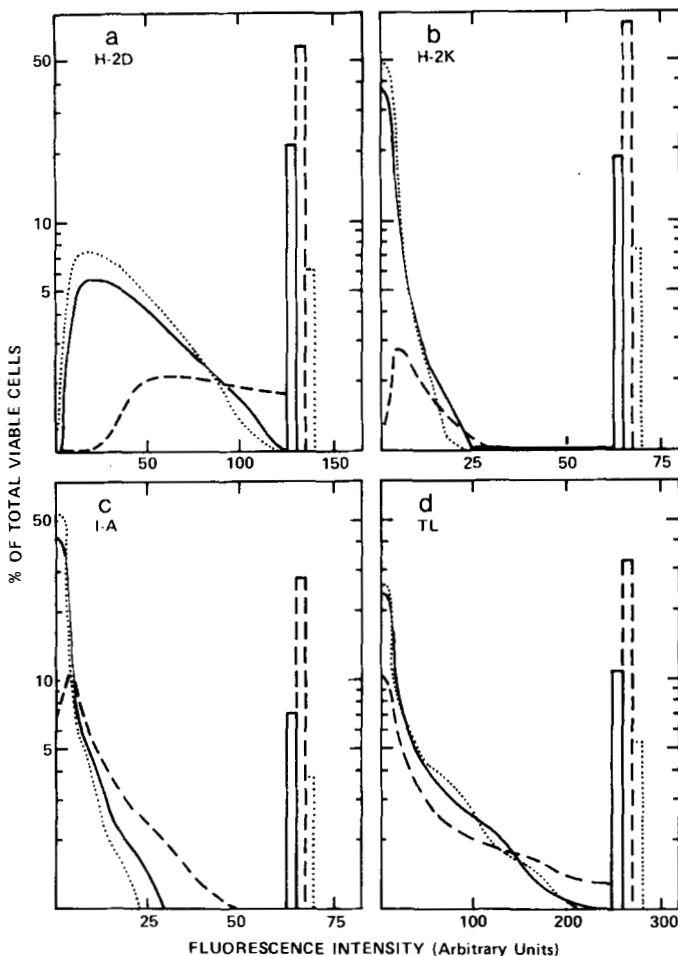 a
H-2D
b
H-2K
50
10
5
50
100
150
25
50
75
c
I-A
d
TL
50
10
5
25
50
75
100
200
300
% OF TOTAL VIABLE CELLS
FLUORESCENCE INTENSITY (Arbitrary Units)